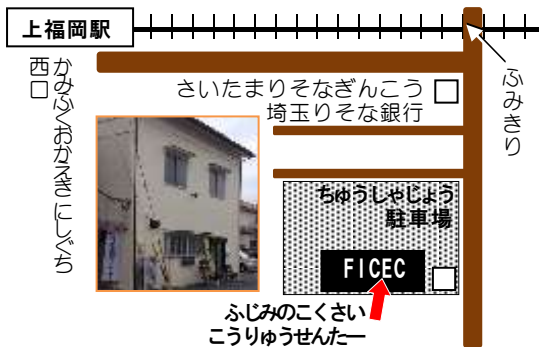 上福岡駅
かみふくおかえき にしぐち
西口
ふみきり
さいたまりそなぎんこう
埼玉りそな銀行
ちゅうしゃじょう
駐車場
FICEC
ふじみのこくさい
こうりゅうせんたー